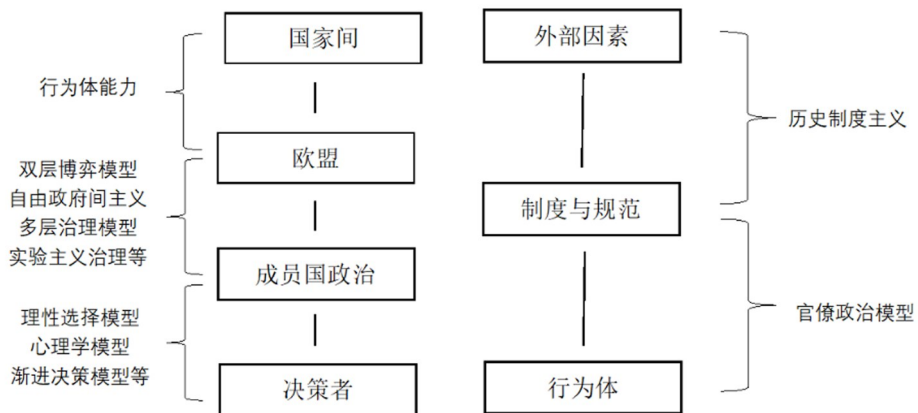 国家间
外部因素
行为体能力
历史制度主义
欧盟
双层博弈模型
自由政府间主义
多层治理模型
实验主义治理等
制度与规范
成员国政治
理性选择模型
心理学模型
渐进决策模型等
官僚政治模型
决策者
行为体